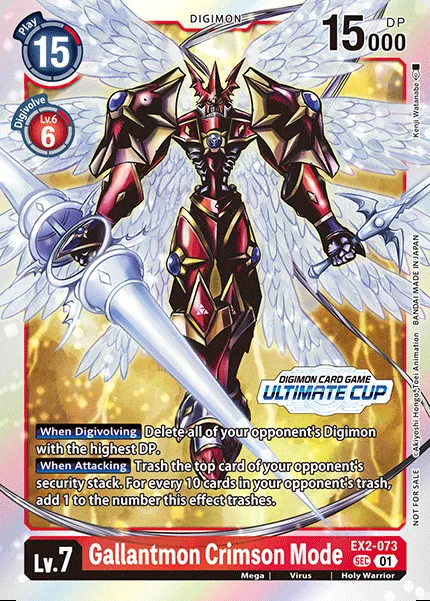 DIGIMON
Play
15
15000
DP
Digivolve
Lv.6
6
Kenji Watanabe
©Akiyoshi Hongo, Toei Animation BANDAI MADE IN JAPAN
NOT FOR SALE
DIGIMON CARD GAME
ULTIMATE CUP
When Digivolving Delete all of your opponent's Digimon
with the highest DP.
When Attacking Trash the top card of your opponent's
security stack. For every 10 cards in your opponent's trash,
add 1 to the number this effect trashes.
Lv.7
Gallantmon Crimson Mode
EX2-073
SEC 01
Mega | Virus | Holy Warrior